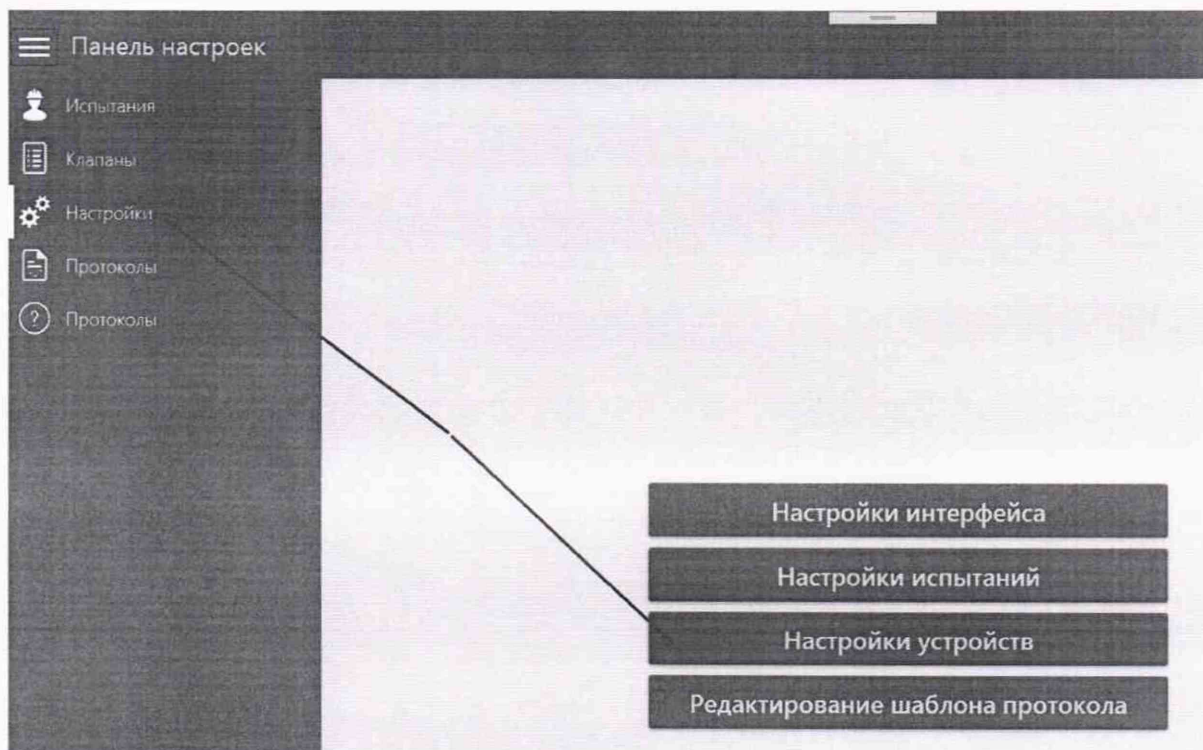 Панель настроек
Испытания
Клапаны
Настройки
Протоколы
Протоколы
Настройки интерфейса
Настройки испытаний
Настройки устройств
Редактирование шаблона протокола